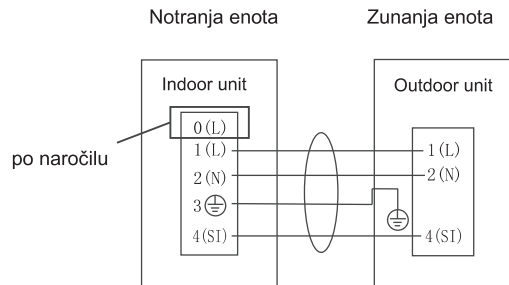 Notranja enota
Zunanja enota
Indoor unit
Outdoor unit
po naročilu
0(L)
1(L)
2(N)
3
4(SI)
1(L)
2(N)
4(SI)